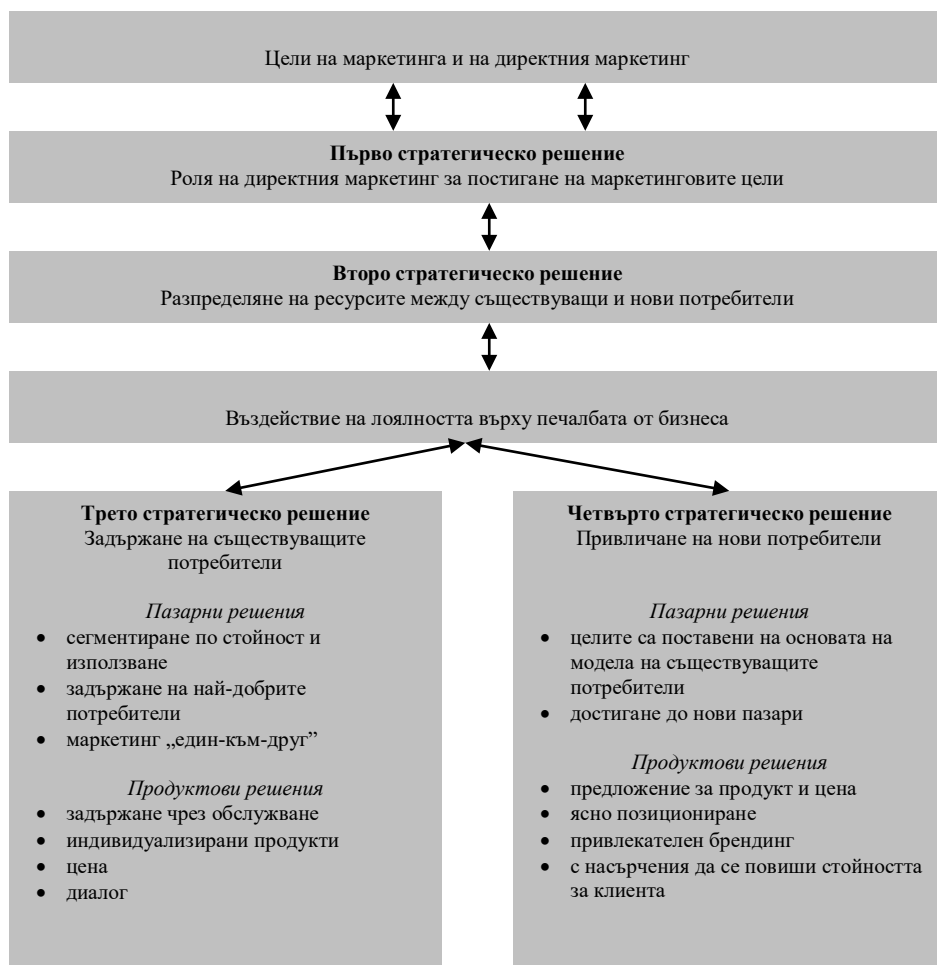 Цели на маркетинга и на директния маркетинг
Първо стратегическо решение
Роля на директния маркетинг за постигане на маркетинговите цели
Второ стратегическо решение
Разпределяне на ресурсите между съществуващи и нови потребители
Въздействие на лоялността върху печалбата от бизнеса
Трето стратегическо решение
Задържане на съществуващите
потребители
Пазарни решения
• сегментиране по стойност и
използване
• задържане на най-добрите
потребители
• маркетинг „един-към-друг”
Продуктови решения
• задържане чрез обслужване
• индивидуализирани продукти
• цена
• диалог
Четвърто стратегическо решение
Привличане на нови потребители
Пазарни решения
• целите са поставени на основата на
модела на съществуващите
потребители
• достигане до нови пазари
Продуктови решения
• предложение за продукт и цена
• ясно позициониране
• привлекателен брендинг
• с насърчения да се повиши стойността
за клиента